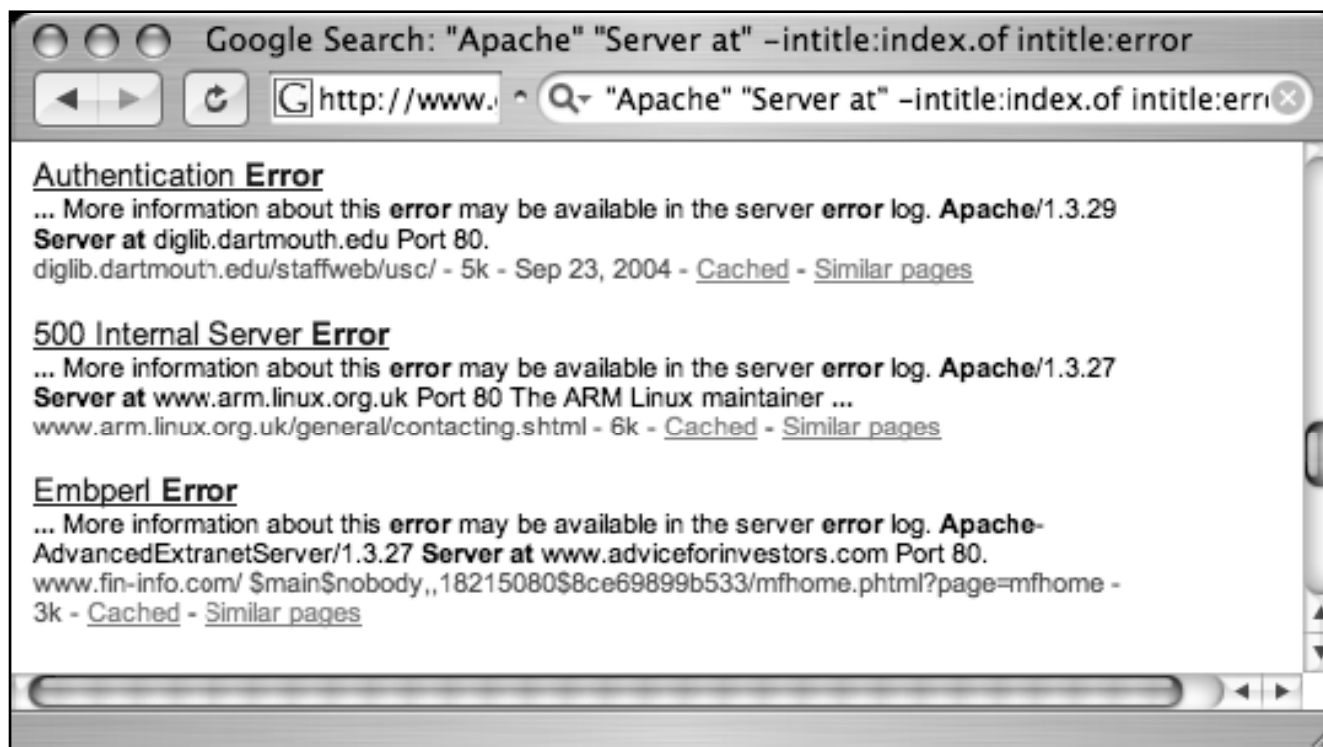 Google Search: "Apache" "Server at" -intitle:index.of intitle:error
G http://www.
"Apache" "Server at" -intitle:index.of intitle:err
Authentication Error
... More information about this error may be available in the server error log. Apache/1.3.29
Server at diglib.dartmouth.edu Port 80.
diglib.dartmouth.edu/staffweb/usc/ - 5k - Sep 23, 2004 - Cached - Similar pages
500 Internal Server Error
... More information about this error may be available in the server error log. Apache/1.3.27
Server at www.arm.linux.org.uk Port 80 The ARM Linux maintainer ...
www.arm.linux.org.uk/general/contacting.shtml - 6k - Cached - Similar pages
Embperl Error
... More information about this error may be available in the server error log. Apache-
AdvancedExtranetServer/1.3.27 Server at www.adviceforinvestors.com Port 80.
www.fin-info.com/ $main$nobody,,18215080$8ce69899b533/mfhome.phtml?page=mfhome -
3k - Cached - Similar pages